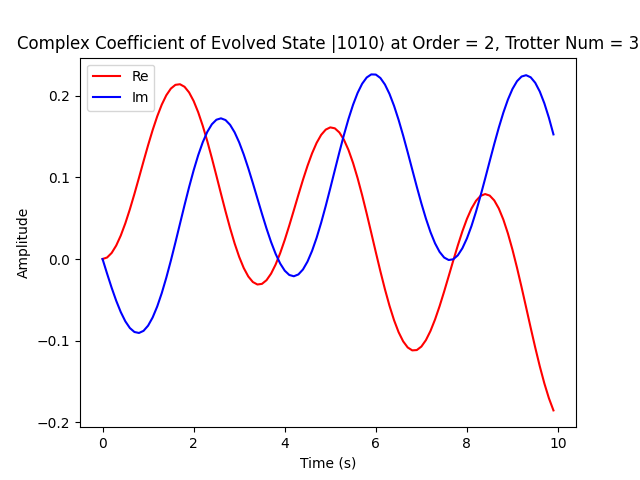 Complex Coefficient of Evolved State |1010⟩ at Order = 2, Trotter Num = 3
Re
Im
0.2
0.1
0.0
−0.1
−0.2
Amplitude
0 2 4 6 8 10
Time (s)